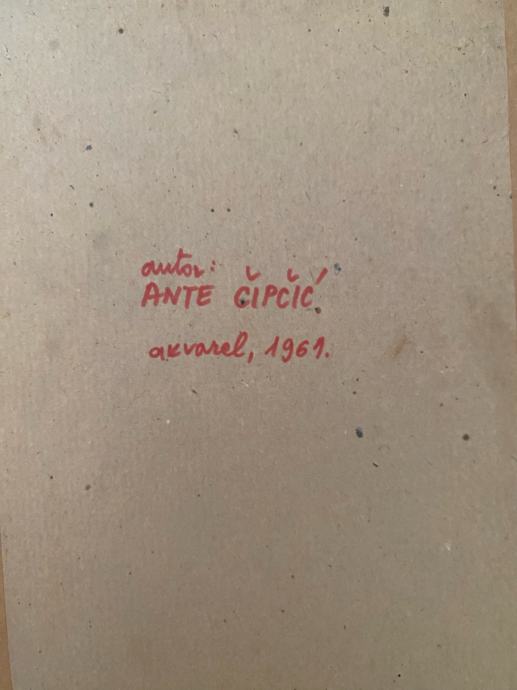 autor:
ANTE ČIPČIĆ
akvarel, 1961.